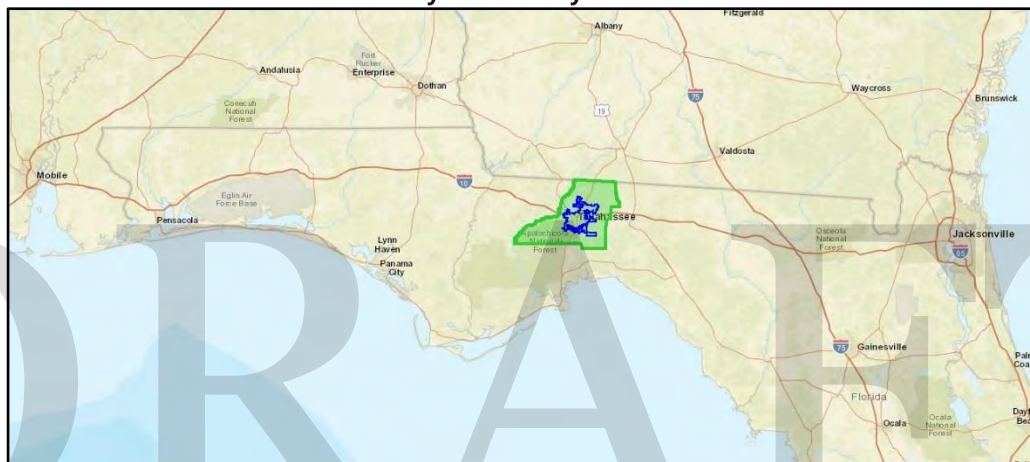 Fitzgerald
Albany
Fort
Rucker
Enterprise
Andalusia
Dothan
Waycross
Conecuh
National
Forest
19
75
Brunswick
Valdosta
Mobile
10
Eglin Air
Force Base
Pensacola
Lynn
Haven
Panama
City
Apalachicola
National
Forest
Osceola
National
Forest
Jacksonville
95
75
Gainesville
Florida
Ocala
Ocala
National
Forest
DRAFT